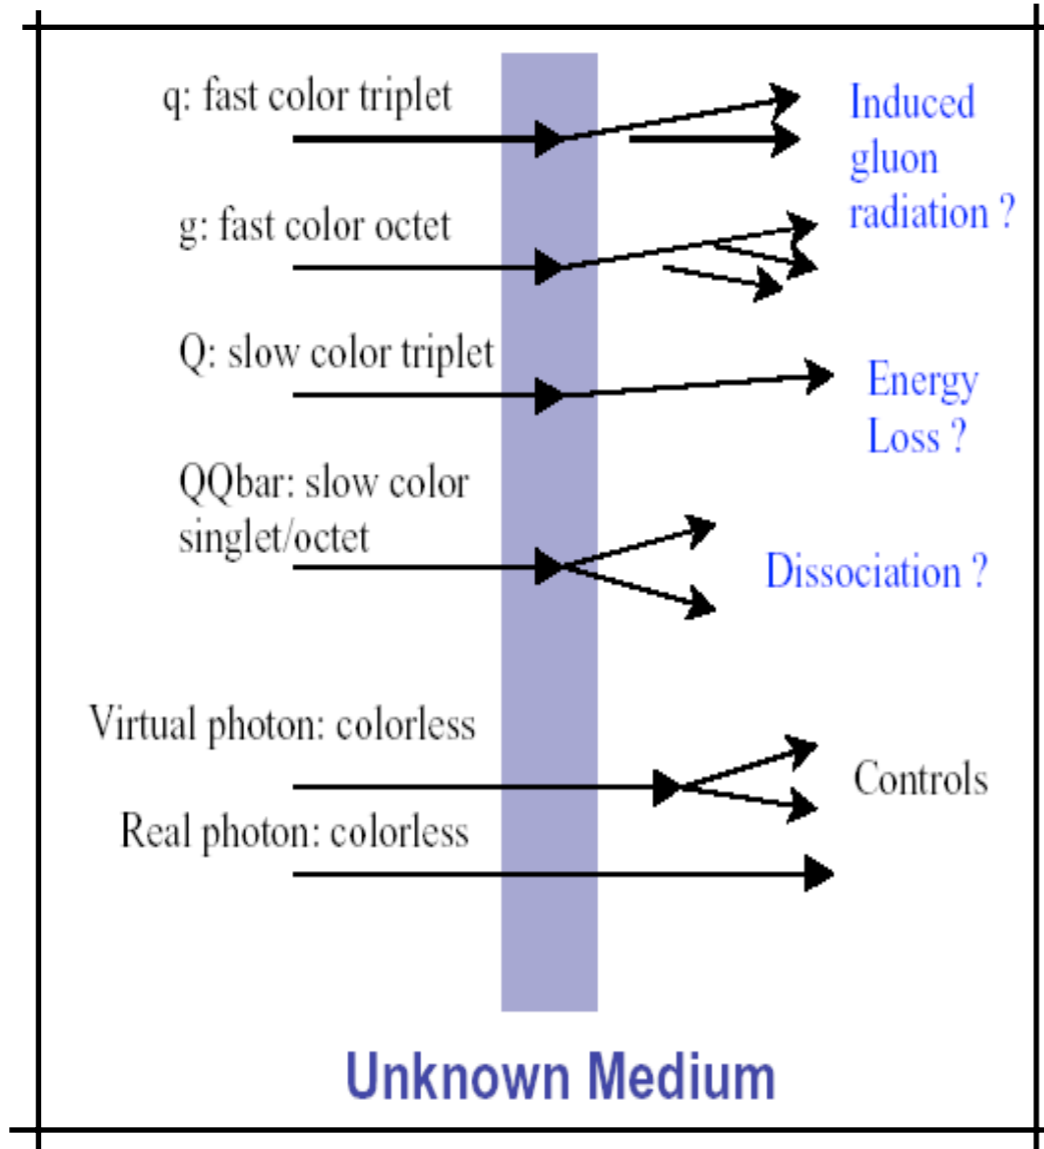 q: fast color triplet
Induced
gluon
radiation ?
g: fast color octet
Q: slow color triplet
Energy
Loss ?
QQbar: slow color
singlet/octet
Dissociation ?
Virtual photon: colorless
Controls
Real photon: colorless
Unknown Medium